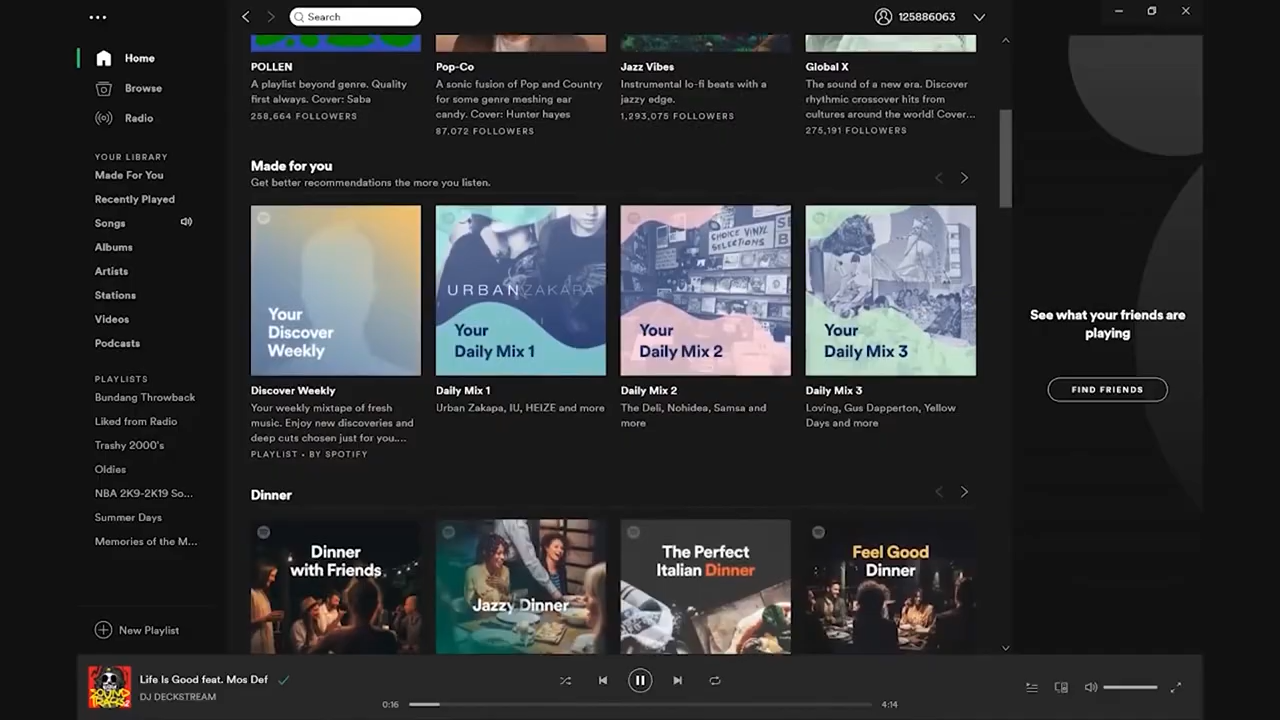 Search
125886063
Home
Browse
Radio
YOUR LIBRARY
Made For You
Recently Played
Songs
Albums
Artists
Stations
Videos
Podcasts
PLAYLISTS
Bundang Throwback
Liked from Radio
Trashy 2000's
Oldies
NBA 2K9-2K19 So...
Summer Days
Memories of the M...
New Playlist
POLLEN
A playlist beyond genre. Quality
first always. Cover: Saba
258,664 FOLLOWERS
Pop-Co
A sonic fusion of Pop and Country
for some genre meshing ear
candy. Cover: Hunter hayes
87,072 FOLLOWERS
Jazz Vibes
Instrumental lo-fi beats with a
jazzy edge.
1,293,075 FOLLOWERS
Global X
The sound of a new era. Discover
rhythmic crossover hits from
cultures around the world! Cover...
275,191 FOLLOWERS
Made for you
Get better recommendations the more you listen.
Your
Discover
Weekly
Discover Weekly
Your weekly mixtape of fresh
music. Enjoy new discoveries and
deep cuts chosen just for you....
PLAYLIST • BY SPOTIFY
URBAN ZAKAPA
Your
Daily Mix 1
Daily Mix 1
Urban Zakapa, IU, HEIZE and more
CHOICE VINYL
SELECTIONS
Your
Daily Mix 2
Daily Mix 2
The Deli, Nohidea, Samsa and
more
Your
Daily Mix 3
Daily Mix 3
Loving, Gus Dapperton, Yellow
Days and more
Dinner
Dinner
with Friends
Jazzy Dinner
The Perfect
Italian Dinner
Feel Good
Dinner
See what your friends are
playing
FIND FRIENDS
Life Is Good feat. Mos Def
DJ DECKSTREAM
0:16
4:14